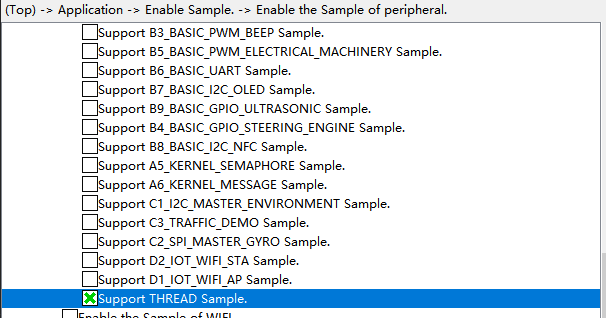 (Top) -> Application -> Enable Sample. -> Enable the Sample of peripheral.
Support B3_BASIC_PWM_BEEP Sample.
Support B5_BASIC_PWM_ELECTRICAL_MACHINERY Sample.
Support B6_BASIC_UART Sample.
Support B7_BASIC_I2C_OLED Sample.
Support B9_BASIC_GPIO_ULTRASONIC Sample.
Support B4_BASIC_GPIO_STEERING_ENGINE Sample.
Support B8_BASIC_I2C_NFC Sample.
Support A5_KERNEL_SEMAPHORE Sample.
Support A6_KERNEL_MESSAGE Sample.
Support C1_I2C_MASTER_ENVIRONMENT Sample.
Support C3_TRAFFIC_DEMO Sample.
Support C2_SPI_MASTER_GYRO Sample.
Support D2_IOT_WIFI_STA Sample.
Support D1_IOT_WIFI_AP Sample.
Support THREAD Sample.
Enable the Sample of WIFI